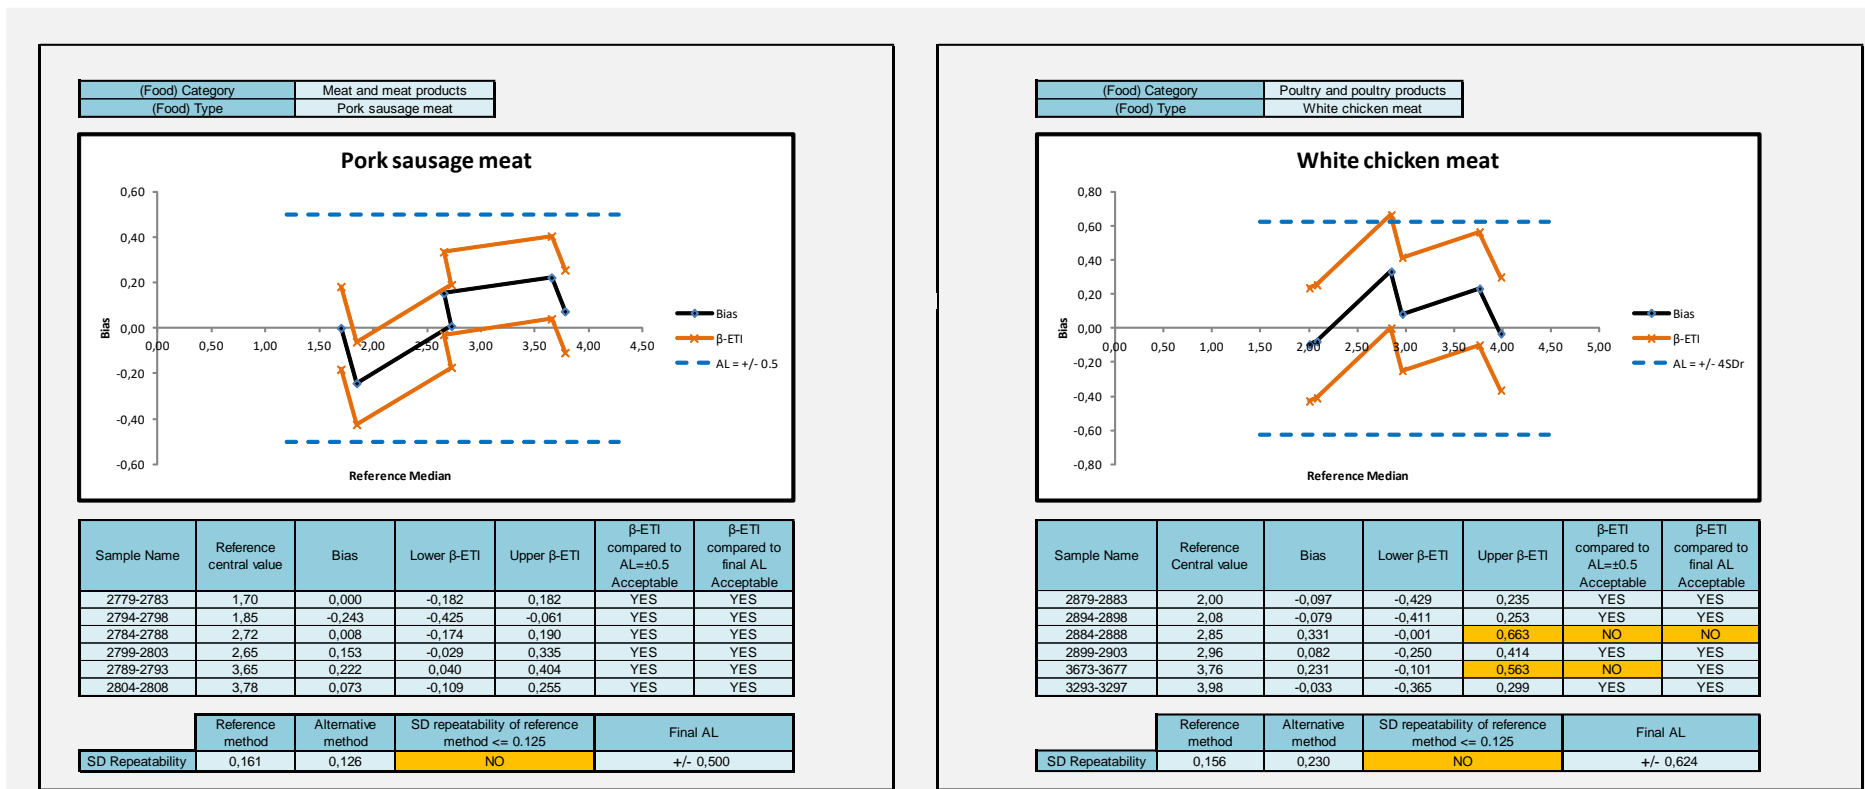 (Food) Category Meat and meat products
(Food) Type Pork sausage meat
Pork sausage meat
0,60
0,40
0,20
0,00
-0,20
-0,40
-0,60
0,00 0,50 1,00 1,50 2,00 2,50 3,00 3,50 4,00 4,50
Bias
Reference Median
Bias
β-ETI
AL = +/- 0.5
Sample Name Reference central value Bias Lower β-ETI Upper β-ETI β-ETI compared to AL=±0.5 Acceptable β-ETI compared to final AL Acceptable
2779-2783 1,70 0,000 -0,182 0,182 YES YES
2794-2798 1,85 -0,243 -0,425 -0,061 YES YES
2784-2788 2,72 0,008 -0,174 0,190 YES YES
2799-2803 2,65 0,153 -0,029 0,335 YES YES
2789-2793 3,65 0,222 0,040 0,404 YES YES
2804-2808 3,78 0,073 -0,109 0,255 YES YES
Reference method Alternative method SD repeatability of reference method <= 0.125 Final AL
SD Repeatability 0,161 0,126 NO +/- 0,500
(Food) Category Poultry and poultry products
(Food) Type White chicken meat
White chicken meat
0,80
0,60
0,40
0,20
0,00
-0,20
-0,40
-0,60
-0,80
0,00 0,50 1,00 1,50 2,00 2,50 3,00 3,50 4,00 4,50 5,00
Bias
Reference Median
Bias
β-ETI
AL = +/- 4SDr
Sample Name Reference Central value Bias Lower β-ETI Upper β-ETI β-ETI compared to AL=±0.5 Acceptable β-ETI compared to final AL Acceptable
2879-2883 2,00 -0,097 -0,429 0,235 YES YES
2894-2898 2,08 -0,079 -0,411 0,253 YES YES
2884-2888 2,85 0,331 -0,001 0,663 NO NO
2899-2903 2,96 0,082 -0,250 0,414 YES YES
3673-3677 3,76 0,231 -0,101 0,563 NO YES
3293-3297 3,98 -0,033 -0,365 0,299 YES YES
Reference method Alternative method SD repeatability of reference method <= 0.125 Final AL
SD Repeatability 0,156 0,230 NO +/- 0,624